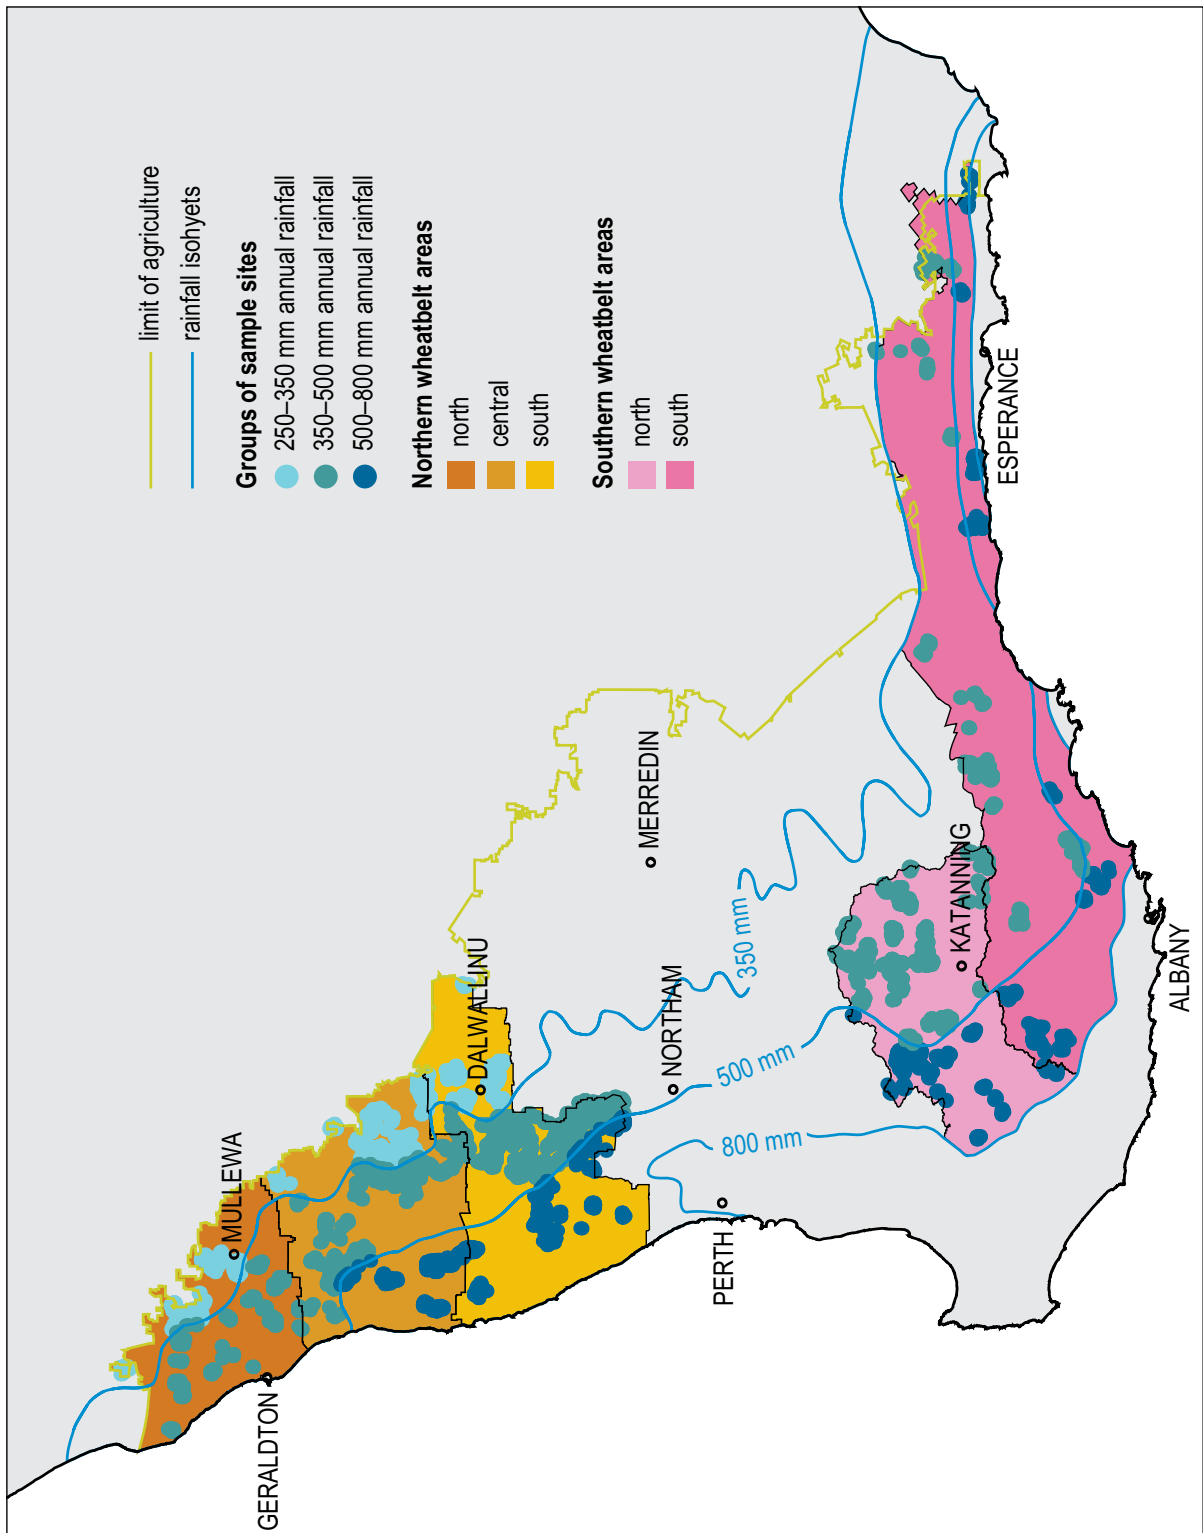 limit of agriculture
rainfall isohyets
Groups of sample sites
250–350 mm annual rainfall
350–500 mm annual rainfall
500–800 mm annual rainfall
Northern wheatbelt areas
north
central
south
Southern wheatbelt areas
north
south
MULLEWA
GERALDTON
DALWALLINU
MERREDIN
NORTHAM
PERTH
350 mm
500 mm
800 mm
KATANNING
ESPERANCE
ALBANY